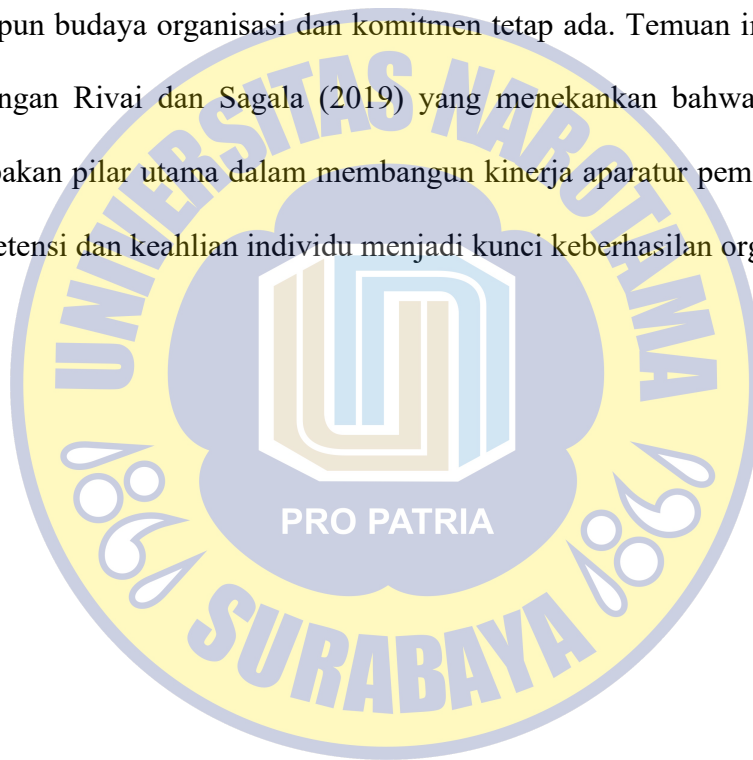 pun budaya organisasi dan komitmen tetap ada. Temuan in
ngan Rivai dan Sagala (2019) yang menekankan bahwa
pakan pilar utama dalam membangun kinerja aparatur pem
etensi dan keahlian individu menjadi kunci keberhasilan org
UNIVERSITAS NAROTAMA
PRO PATRIA
SURABAYA